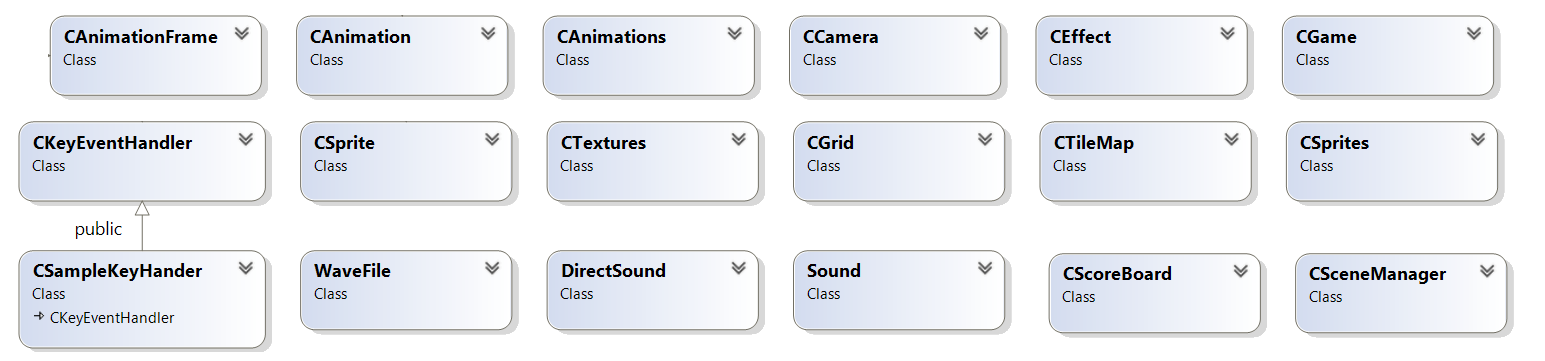 CAnimationFrame
Class
CAnimation
Class
CAnimations
Class
CCamera
Class
CEffect
Class
CGame
Class
CKeyEventHandler
Class
CSprite
Class
CTextures
Class
CGrid
Class
CTileMap
Class
CSprites
Class
public
CSampleKeyHander
Class
CKeyEventHandler
WaveFile
Class
DirectSound
Class
Sound
Class
CScoreBoard
Class
CSceneManager
Class